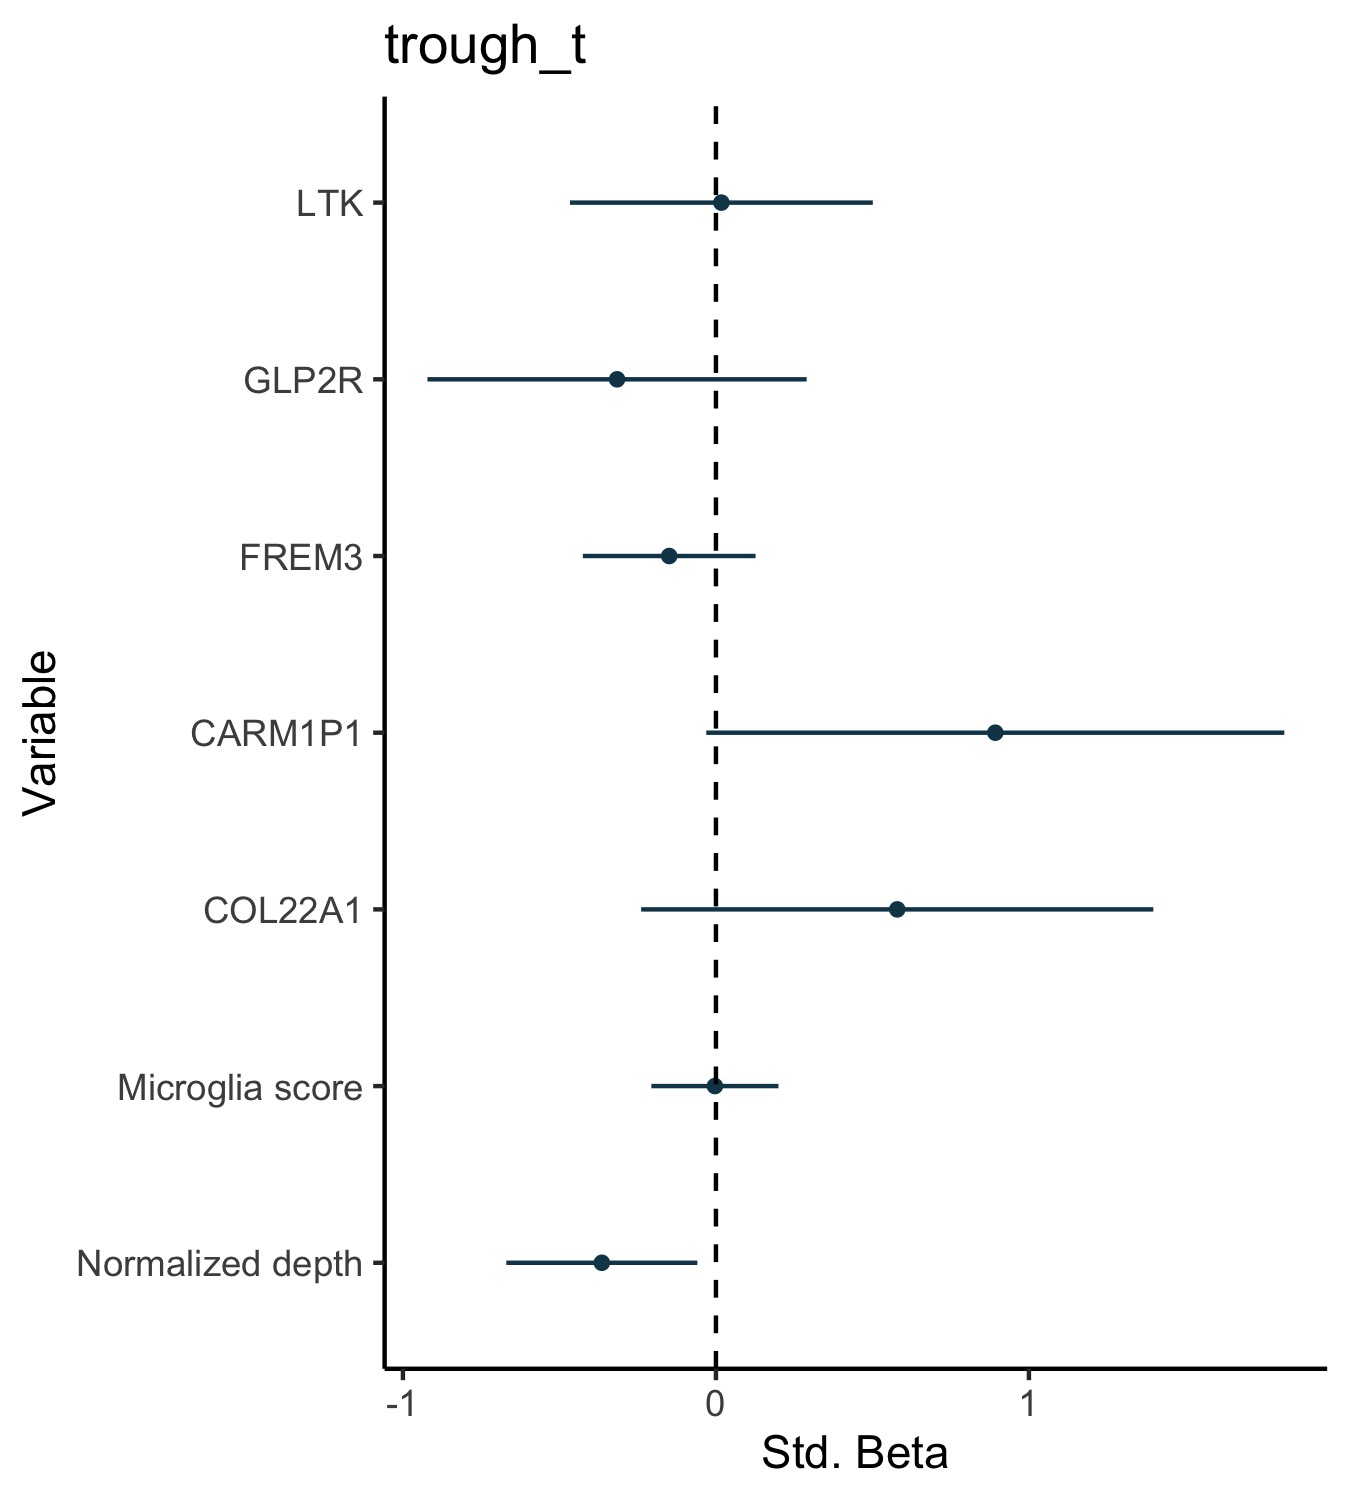 trough_t
LTK
GLP2R
FREM3
CARM1P1
COL22A1
Microglia score
Normalized depth
Variable
-1 0 1
Std. Beta